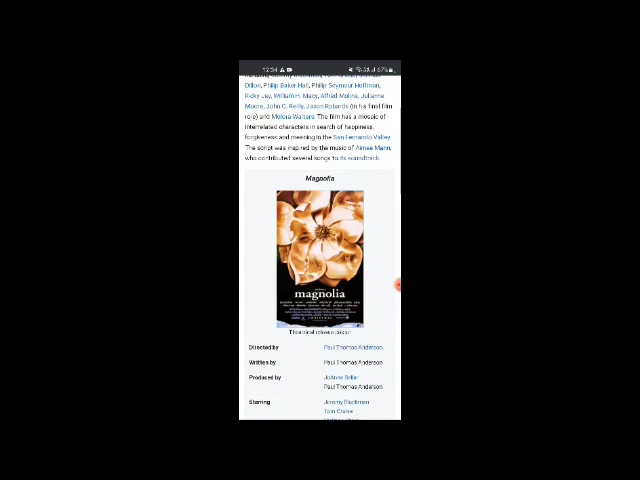 12:34
67%
Dillon, Philip Baker Hall, Philip Seymour Hoffman,
Ricky Jay, William H. Macy, Alfred Molina, Julianne
Moore, John C. Reilly, Jason Robards (in his final film
role) and Melora Walters. The film has a mosaic of
interrelated characters in search of happiness,
forgiveness and meaning in the San Fernando Valley.
The script was inspired by the music of Aimee Mann,
who contributed several songs to its soundtrack.
Magnolia
magnolia
CHRISTMAS
Theatrical release poster
Directed by Paul Thomas Anderson
Written by Paul Thomas Anderson
Produced by JoAnne Sellar
Paul Thomas Anderson
Starring Jeremy Blackman
Tom Cruise